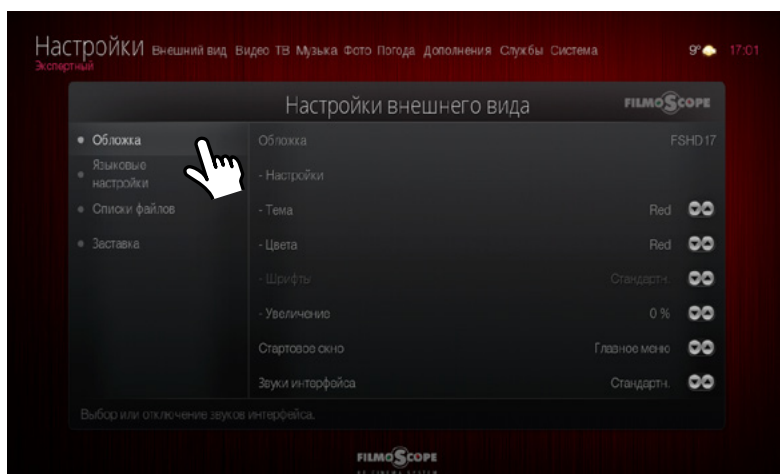 Настройки Внешний вид Видео ТВ Музыка Фото Погода Дополнения Службы Система 9° 17:01
Экспертный
Настройки внешнего вида FILMOSCOPE
Обложка
Языковые
настройки
Списки файлов
Заставка
Обложка FSHD17
- Настройки
- Тема Red
- Цвета Red
- Шрифты Стандартн.
- Увеличение 0 %
Стартовое окно Главное меню
Звуки интерфейса Стандартн.
Выбор или отключение звуков интерфейса.
FILMOSCOPE